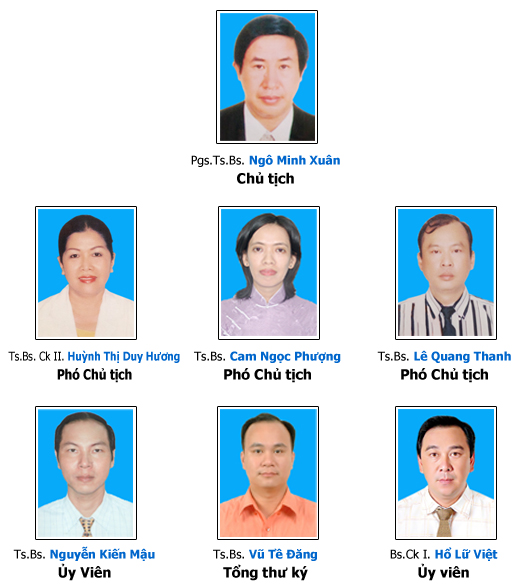 Pgs.Ts.Bs. Ngô Minh Xuân
Chủ tịch
Ts.Bs. Ck II. Huỳnh Thị Duy Hương
Phó Chủ tịch
Ts.Bs. Cam Ngọc Phượng
Phó Chủ tịch
Ts.Bs. Lê Quang Thanh
Phó Chủ tịch
Ts.Bs. Nguyễn Kiến Mậu
Ủy Viên
Ts.Bs. Vũ Tề Đăng
Tổng thư ký
Bs.Ck I. Hồ Lữ Việt
Ủy viên